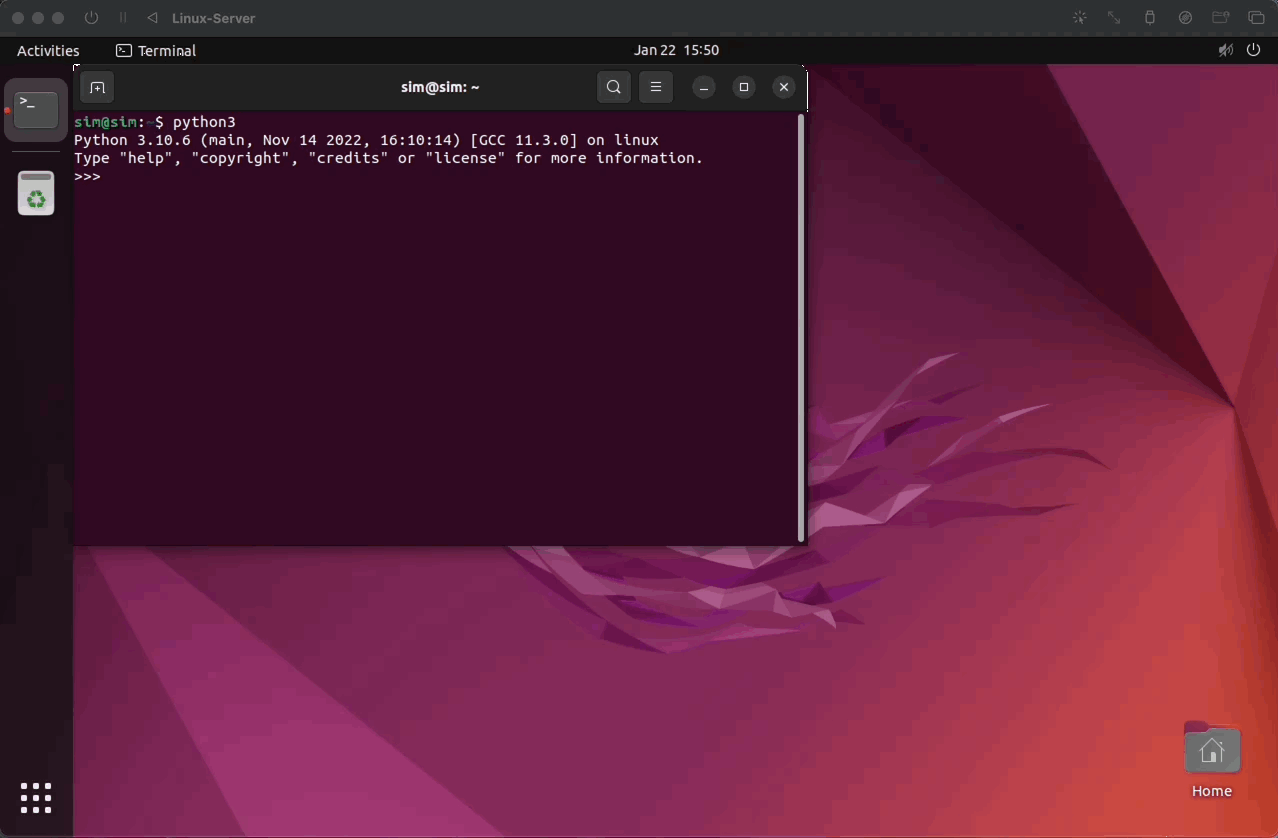 Linux-Server
Activities
Terminal
Jan 22 15:50
sim@sim: ~
sim@sim:~$ python3
Python 3.10.6 (main, Nov 14 2022, 16:10:14) [GCC 11.3.0] on linux
Type "help", "copyright", "credits" or "license" for more information.
>>>
Home